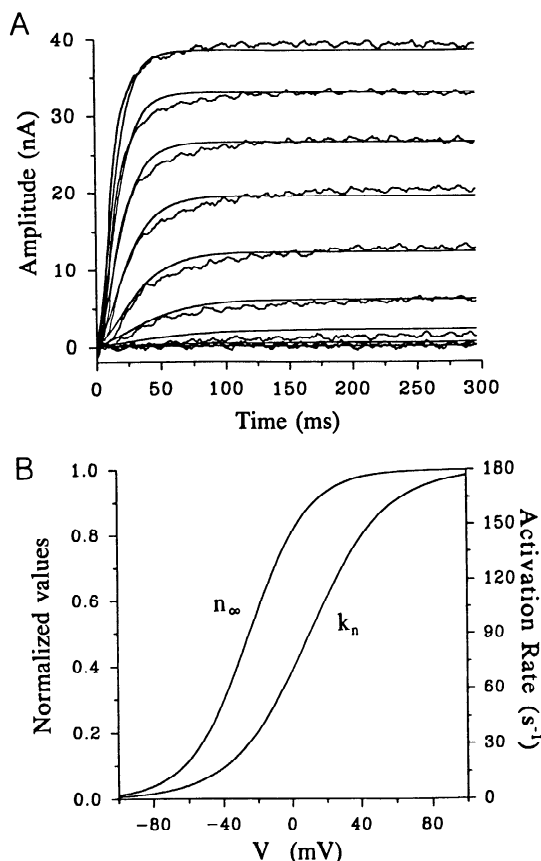 A
Amplitude (nA)
40
30
20
10
0
0 50 100 150 200 250 300
Time (ms)
B
Normalized values
1.0
0.8
0.6
0.4
0.2
0.0
n∞
kn
180
150
120
90
60
30
0
Activation Rate (s-1)
-80 -40 0 40 80
V (mV)